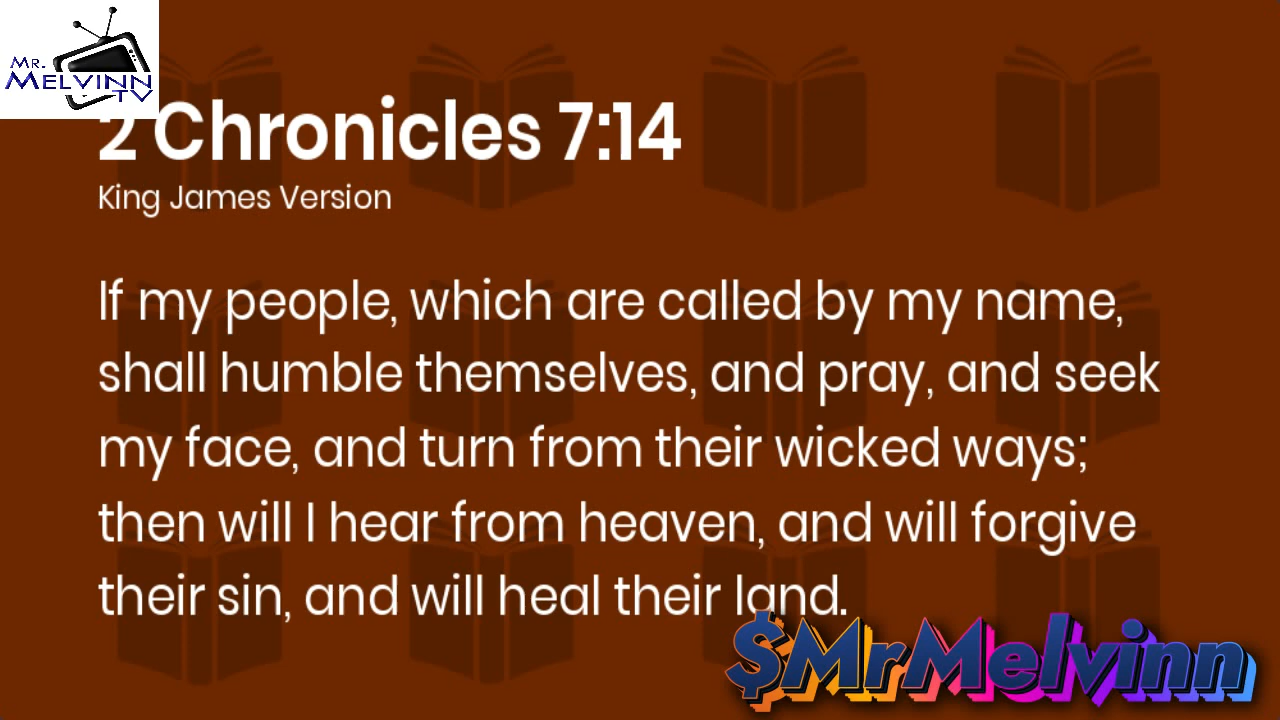 MR.
MELVINN
TV
2 Chronicles 7:14
King James Version
If my people, which are called by my name,
shall humble themselves, and pray, and seek
my face, and turn from their wicked ways;
then will I hear from heaven, and will forgive
their sin, and will heal their land.
$MrMelvinn